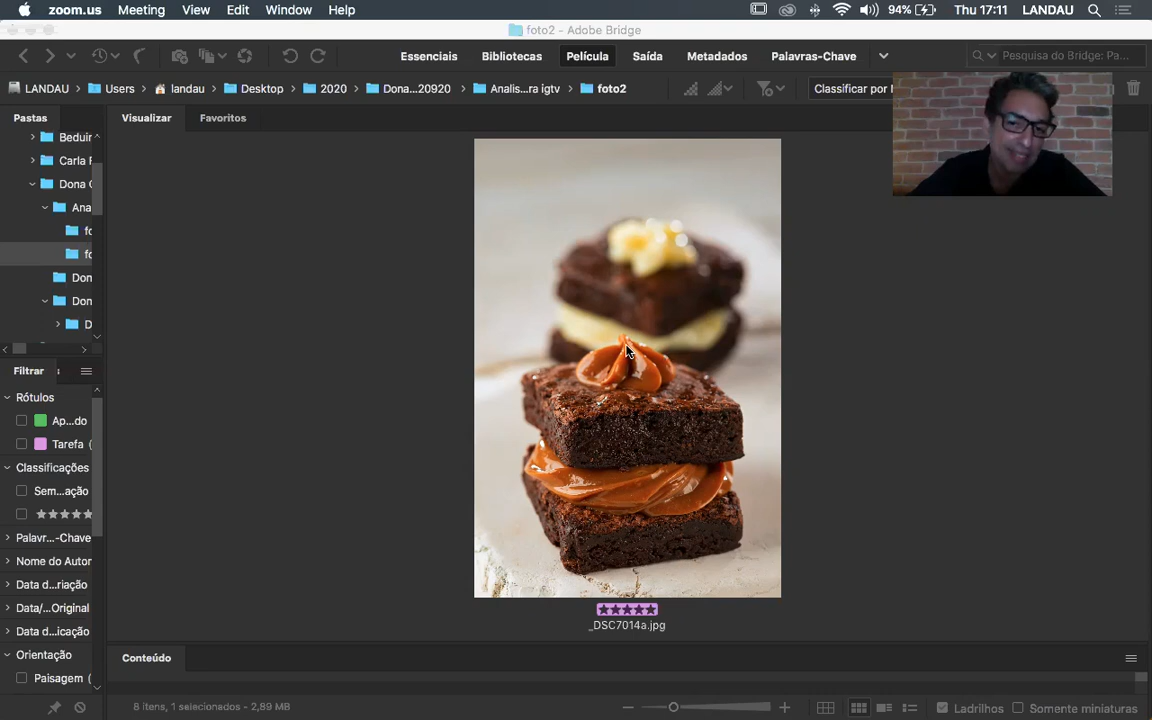 zoom.us Meeting View Edit Window Help 94% Thu 17:11 LANDAU
foto2 - Adobe Bridge
Essenciais Bibliotecas Película Saída Metadados Palavras-Chave Pesquisa do Bridge: Pa...
LANDAU Users landau Desktop 2020 Dona...20920 Analis...ra igtv foto2 Classificar por
Pastas
Visualizar Favoritos
Beduir
Carla F
Dona
Ana
fo
fo
Don
Don
D
Filtrar
Rótulos
Ap...do
Tarefa (
Classificações
Sem...ação
Palavr...-Chave
Nome do Autor
Data d...riação
Data/...Original
Data d...icação
Orientação
Paisagem (
_DSC7014a.jpg
Conteúdo
8 itens, 1 selecionados - 2,89 MB
Ladrilhos Somente miniaturas